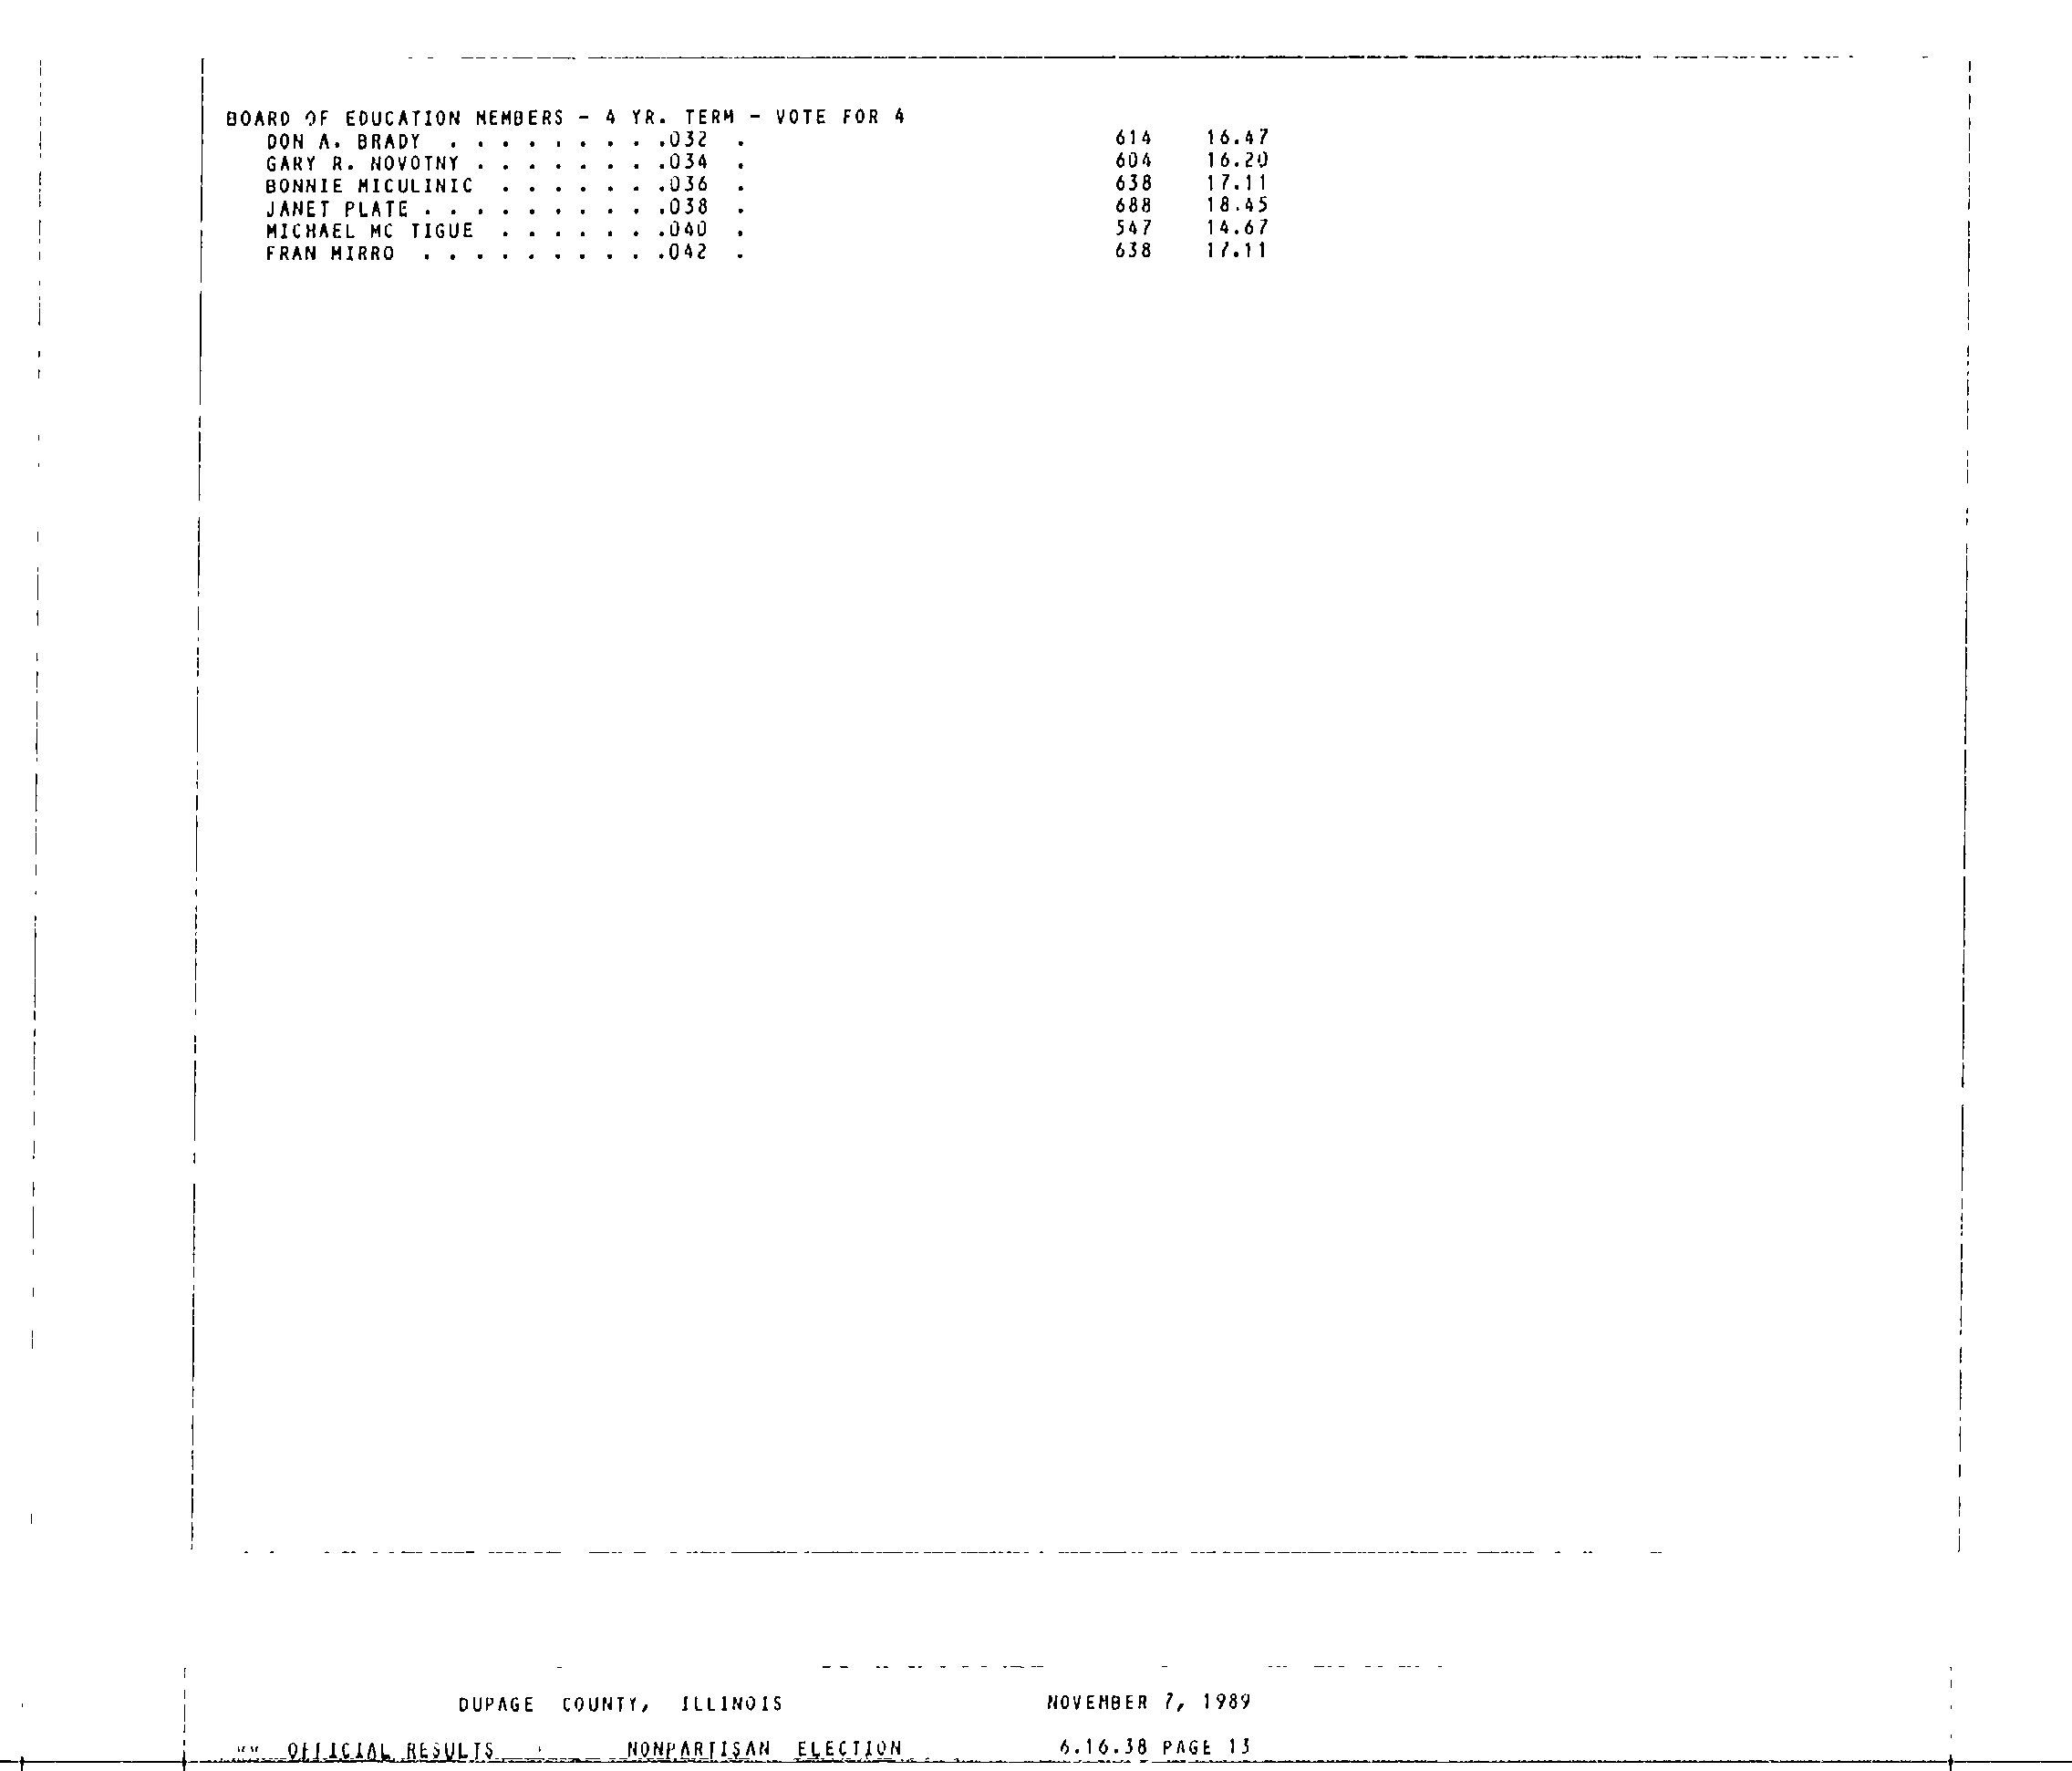 BOARD OF EDUCATION MEMBERS - 4 YR. TERM - VOTE FOR 4
DON A. BRADY . . . . . . . . .032 . 614 16.47
GARY R. NOVOTNY . . . . . . . .034 . 604 16.20
BONNIE MICULINIC . . . . . . .036 . 638 17.11
JANET PLATE . . . . . . . . . .038 . 688 18.45
MICHAEL MC TIGUE . . . . . . .040 . 547 14.67
FRAN MIRRO . . . . . . . . . .042 . 638 17.11
DUPAGE COUNTY, ILLINOIS NOVEMBER 7, 1989
OFFICIAL RESULTS NONPARTISAN ELECTION 6.16.38 PAGE 13